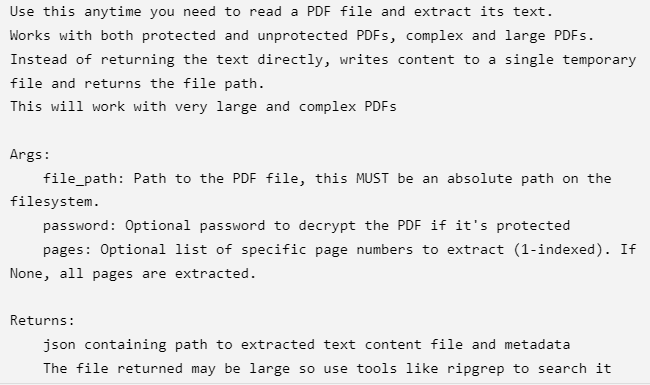 Use this anytime you need to read a PDF file and extract its text.
Works with both protected and unprotected PDFs, complex and large PDFs.
Instead of returning the text directly, writes content to a single temporary
file and returns the file path.
This will work with very large and complex PDFs

Args:
    file_path: Path to the PDF file, this MUST be an absolute path on the
filesystem.
    password: Optional password to decrypt the PDF if it's protected
    pages: Optional list of specific page numbers to extract (1-indexed). If
None, all pages are extracted.

Returns:
    json containing path to extracted text content file and metadata
    The file returned may be large so use tools like ripgrep to search it